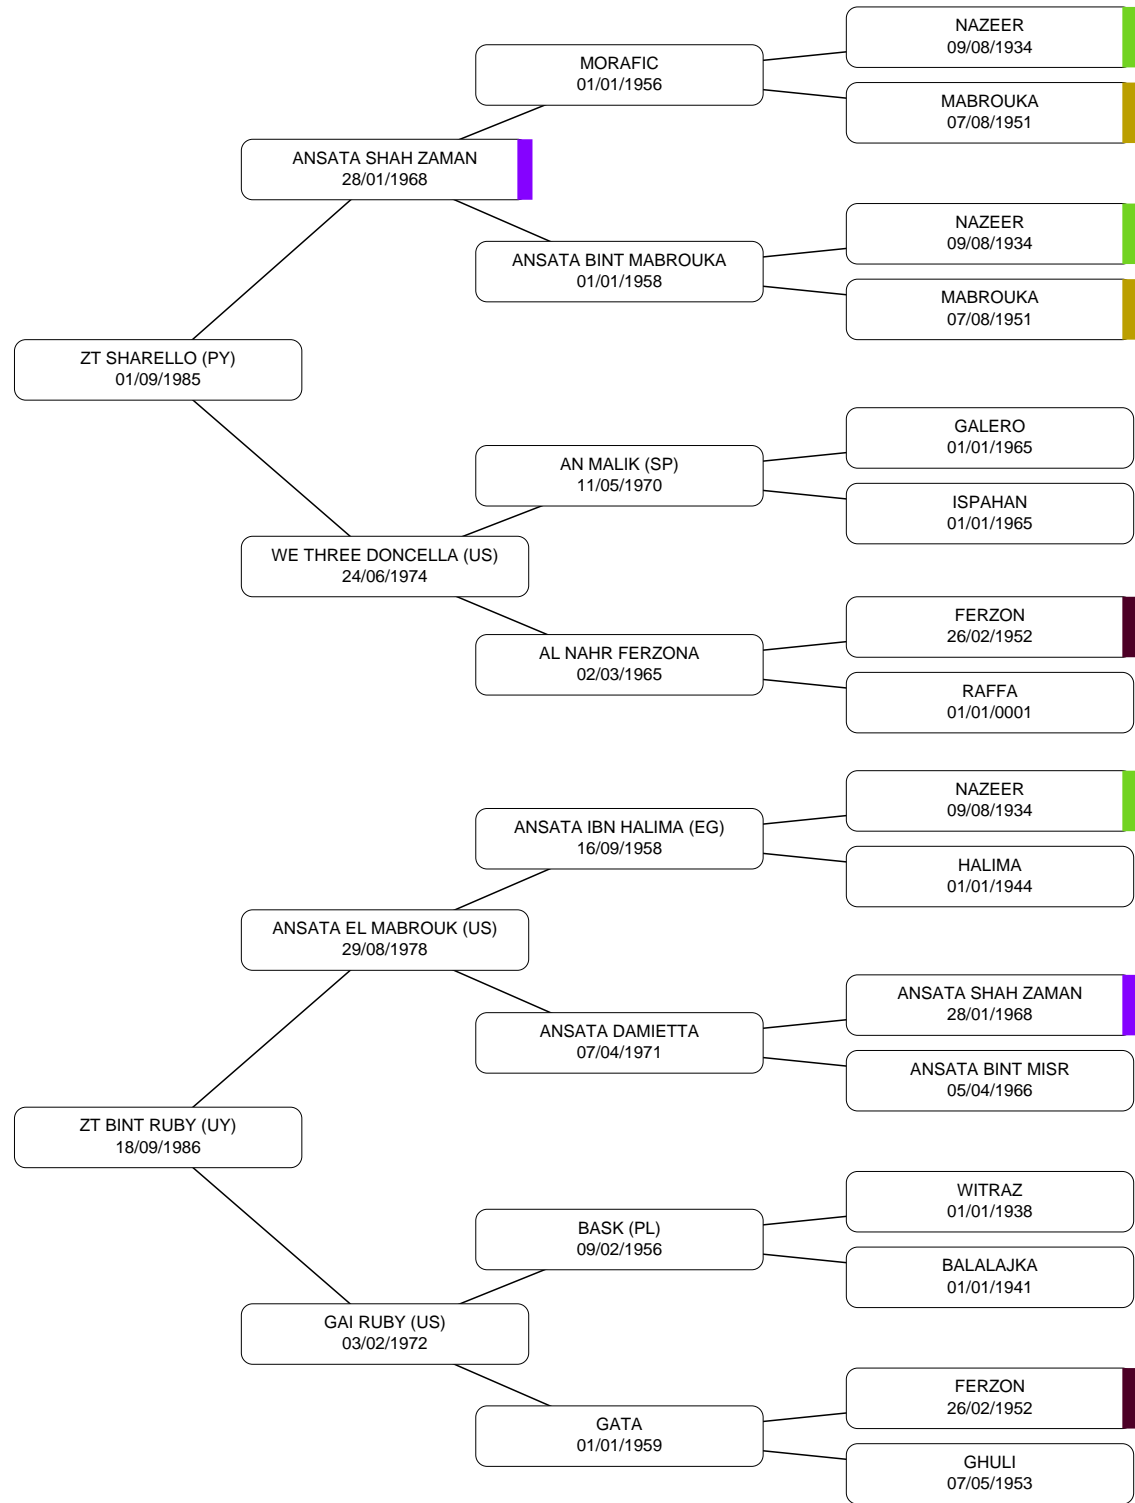 NAZEER
09/08/1934
MORAFIC
01/01/1956
MABROUKA
07/08/1951
ANSATA SHAH ZAMAN
28/01/1968
NAZEER
09/08/1934
ANSATA BINT MABROUKA
01/01/1958
MABROUKA
07/08/1951
ZT SHARELLO (PY)
01/09/1985
GALERO
01/01/1965
AN MALIK (SP)
11/05/1970
ISPAHAN
01/01/1965
WE THREE DONCELLA (US)
24/06/1974
FERZON
26/02/1952
AL NAHR FERZONA
02/03/1965
RAFFA
01/01/0001
NAZEER
09/08/1934
ANSATA IBN HALIMA (EG)
16/09/1958
HALIMA
01/01/1944
ANSATA EL MABROUK (US)
29/08/1978
ANSATA SHAH ZAMAN
28/01/1968
ANSATA DAMIETTA
07/04/1971
ANSATA BINT MISR
05/04/1966
ZT BINT RUBY (UY)
18/09/1986
WITRAZ
01/01/1938
BASK (PL)
09/02/1956
BALALAJKA
01/01/1941
GAI RUBY (US)
03/02/1972
FERZON
26/02/1952
GATA
01/01/1959
GHULI
07/05/1953